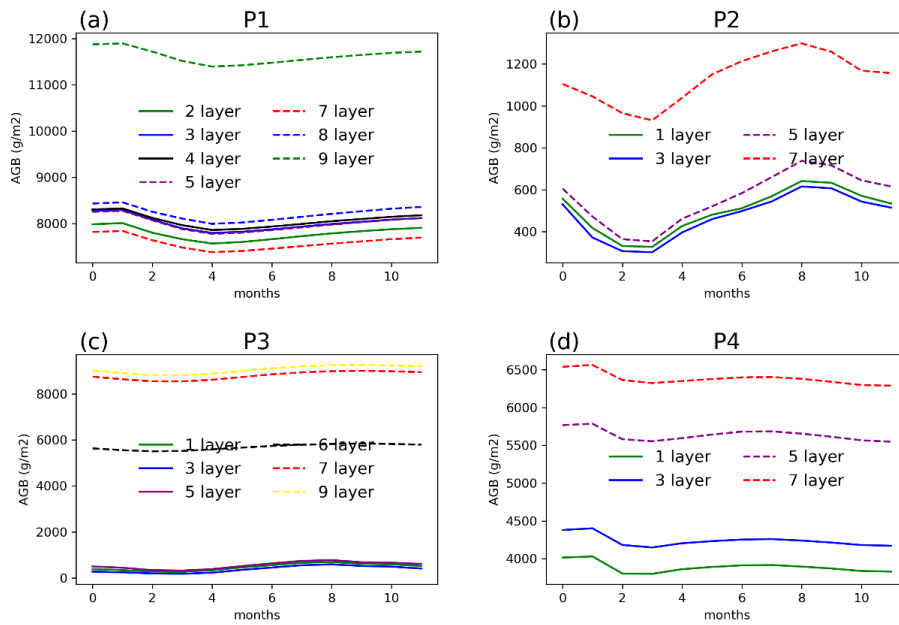 (a) P1
12000
11000
10000
9000
8000
AGB (g/m2)
2 layer
3 layer
4 layer
5 layer
7 layer
8 layer
9 layer
0 2 4 6 8 10
months
(b) P2
1200
1000
800
600
400
AGB (g/m2)
1 layer
3 layer
5 layer
7 layer
0 2 4 6 8 10
months
(c) P3
8000
6000
4000
2000
0
AGB (g/m2)
1 layer
3 layer
5 layer
6 layer
7 layer
9 layer
0 2 4 6 8 10
months
(d) P4
6500
6000
5500
5000
4500
4000
AGB (g/m2)
1 layer
3 layer
5 layer
7 layer
0 2 4 6 8 10
months